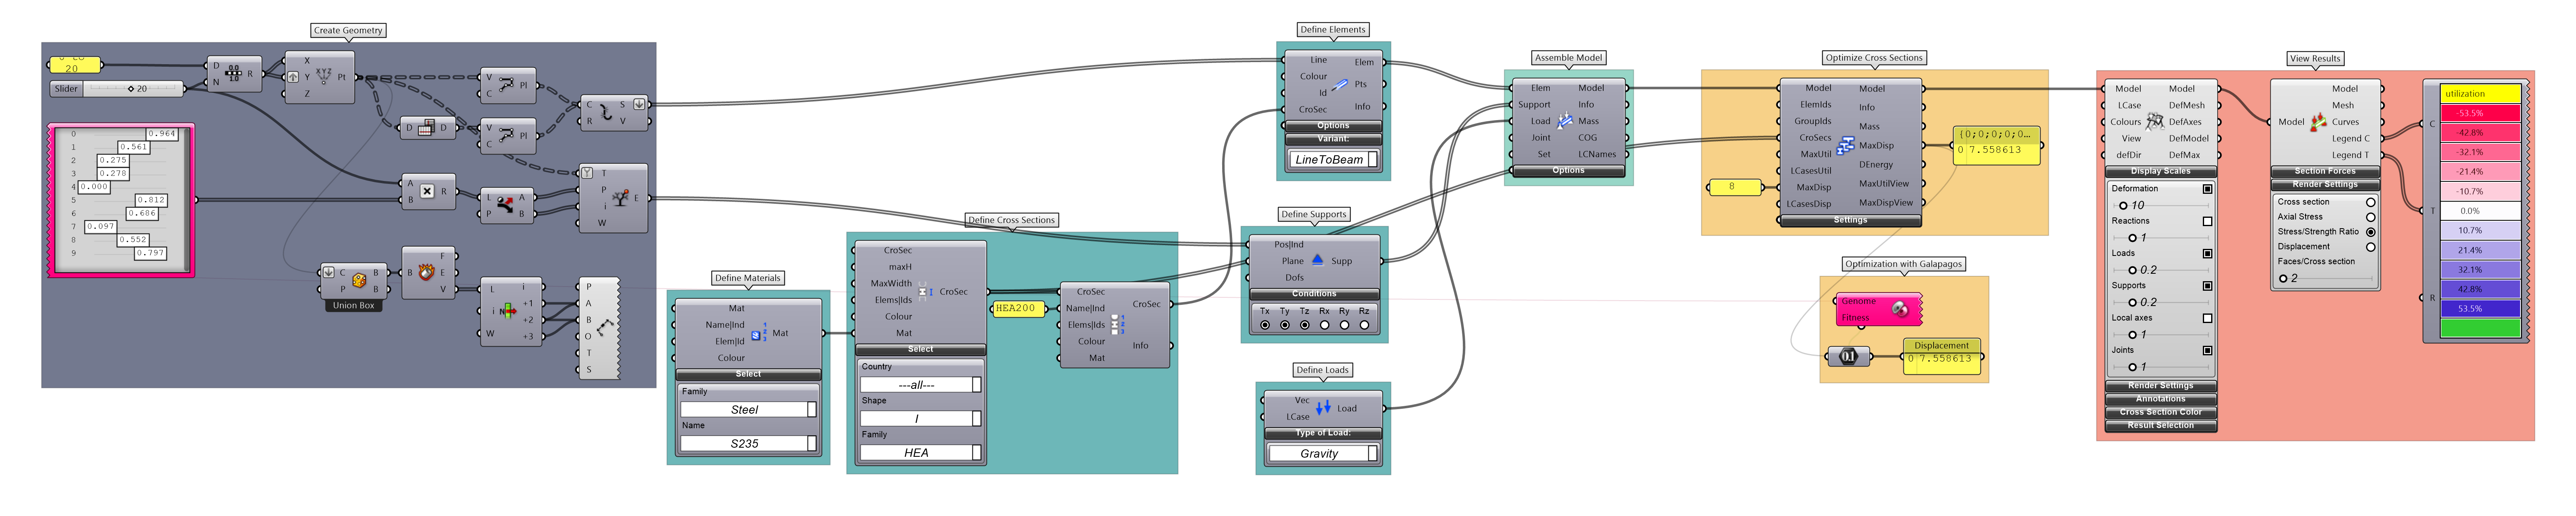 Create Geometry
20
D
N
R
X
Y
Z
Pt
Slider
20
V
C
Pl
D
D
V
C
Pl
C
R
S
V
0 0.964
1 0.561
2 0.275
3 0.278
4 0.000
5 0.812
6 0.686
7 0.097
8 0.552
9 0.797
A
B
R
L
P
A
B
T
P
i
W
E
C
P
B
B
Union Box
B
F
E
V
L
i
W
i
+1
+2
+3
P
A
B
O
T
S
Define Materials
Mat
Name|Ind
Elem|Id
Colour
Mat
Select
Family
Steel
Name
S235
Define Cross Sections
CroSec
maxH
MaxWidth
Elems|Ids
Colour
Mat
CroSec
Select
Country
---all---
Shape
I
Family
HEA
HEA200
CroSec
Name|Ind
Elems|Ids
Colour
Mat
CroSec
Info
Define Elements
Line
Colour
Id
CroSec
Elem
Pts
Info
Options
Variant:
LineToBeam
Define Supports
Pos|Ind
Plane
Dofs
Supp
Conditions
Tx Ty Tz Rx Ry Rz
Define Loads
Vec
LCase
Load
Type of Load:
Gravity
Assemble Model
Elem
Support
Load
Joint
Set
Model
Info
Mass
COG
LCNames
Options
Optimize Cross Sections
Model
ElemIds
GroupIds
CroSecs
MaxUtil
LCasesUtil
MaxDisp
LCasesDisp
Model
Info
Mass
MaxDisp
DEnergy
MaxUtilView
MaxDispView
Settings
8
{0;0;0;0;0...
0 7.558613
Optimization with Galapagos
Genome
Fitness
Displacement
0 7.558613
View Results
Model
LCase
Colours
View
defDir
Model
DefMesh
DefAxes
DefModel
DefMax
Display Scales
Deformation
10
Reactions
1
Loads
0.2
Supports
0.2
Local axes
1
Joints
1
Render Settings
Annotations
Cross Section Color
Result Selection
Model
Model
Mesh
Curves
Legend C
Legend T
Section Forces
Render Settings
Cross section
Axial Stress
Stress/Strength Ratio
Displacement
Faces/Cross section
2
C
T
R
utilization
-53.5%
-42.8%
-32.1%
-21.4%
-10.7%
0.0%
10.7%
21.4%
32.1%
42.8%
53.5%